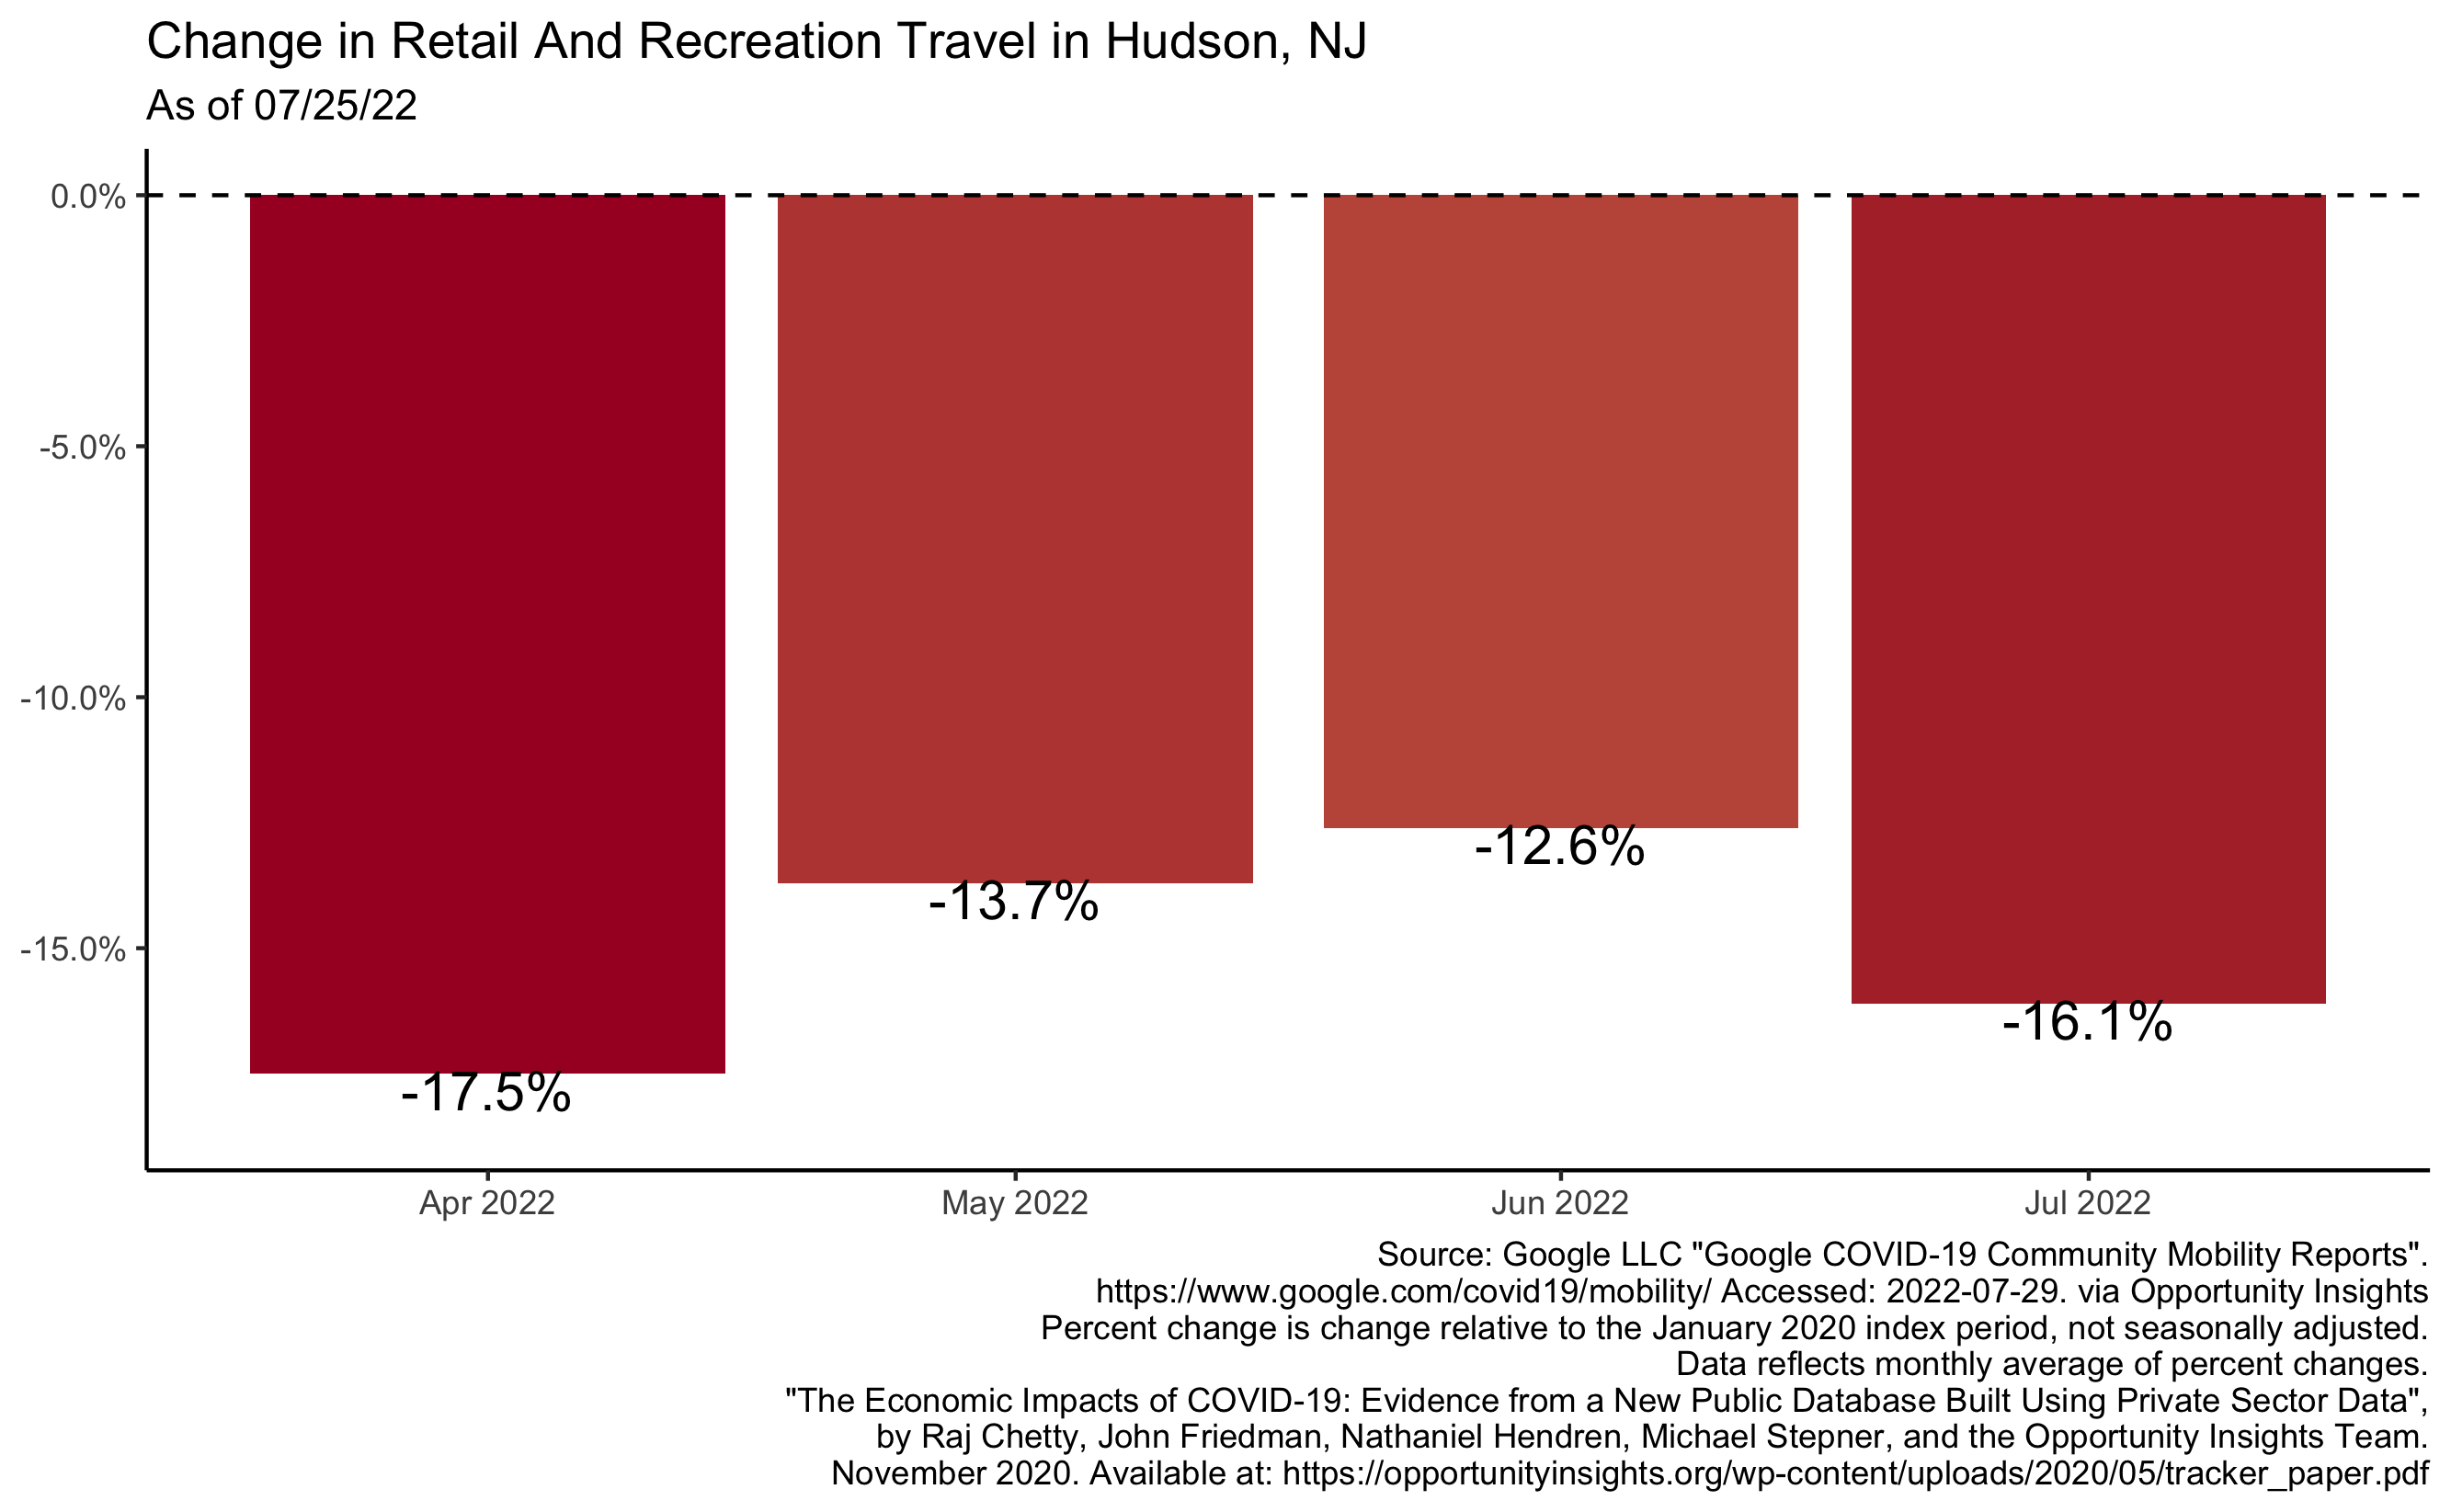 Change in Retail And Recreation Travel in Hudson, NJ
As of 07/25/22
0.0%
-5.0%
-10.0%
-15.0%
-17.5%
-13.7%
-12.6%
-16.1%
Apr 2022
May 2022
Jun 2022
Jul 2022
Source: Google LLC "Google COVID-19 Community Mobility Reports".
https://www.google.com/covid19/mobility/ Accessed: 2022-07-29. via Opportunity Insights
Percent change is change relative to the January 2020 index period, not seasonally adjusted.
Data reflects monthly average of percent changes.
"The Economic Impacts of COVID-19: Evidence from a New Public Database Built Using Private Sector Data",
by Raj Chetty, John Friedman, Nathaniel Hendren, Michael Stepner, and the Opportunity Insights Team.
November 2020. Available at: https://opportunityinsights.org/wp-content/uploads/2020/05/tracker_paper.pdf